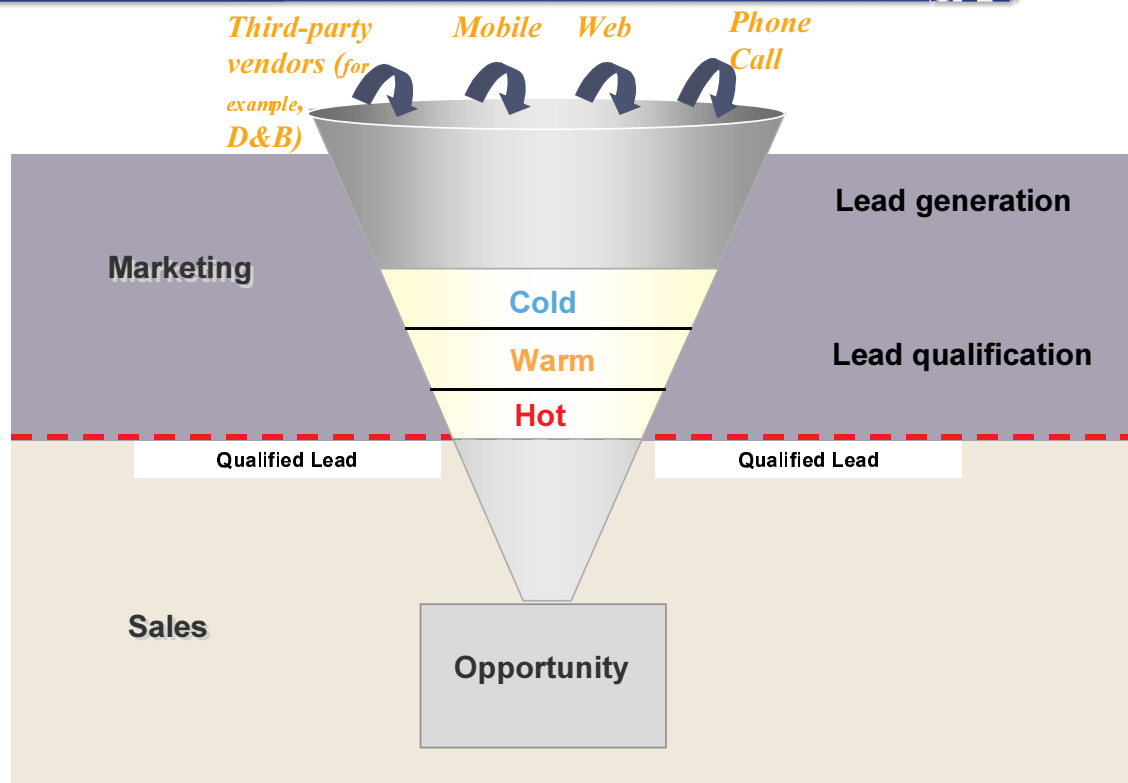 Third-party
vendors (for
example,
D&B)
Mobile
Web
Phone
Call
Lead generation
Marketing
Cold
Warm
Lead qualification
Hot
Qualified Lead
Qualified Lead
Sales
Opportunity